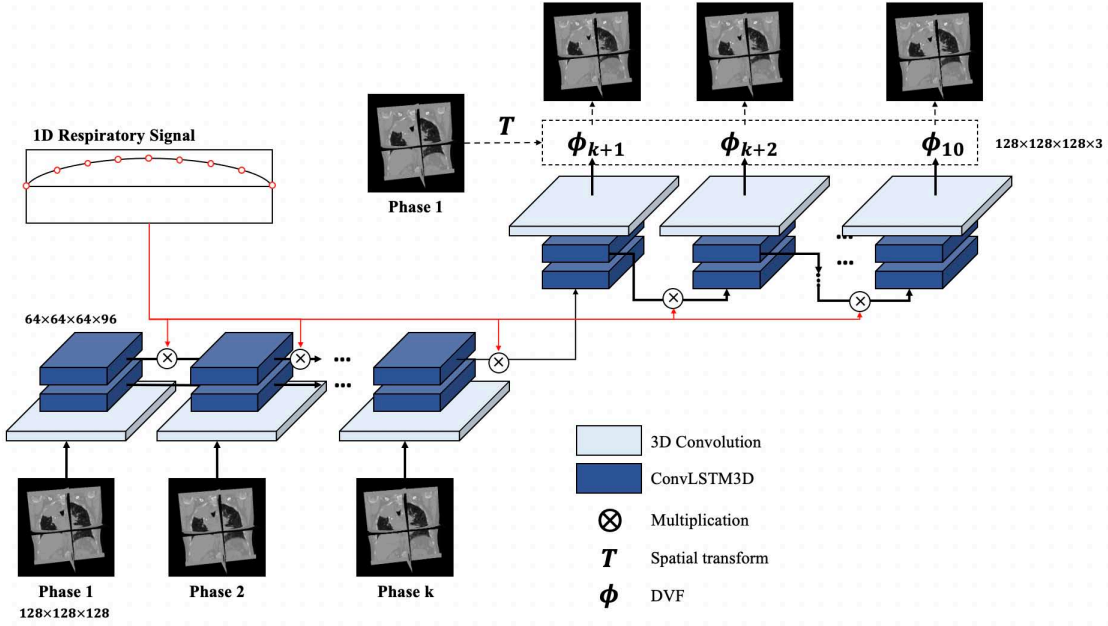 1D Respiratory Signal
Phase 1
T
ϕk+1
ϕk+2
ϕ10
128×128×128×3
...
...
64×64×64×96
...
...
Phase 1
128×128×128
Phase 2
Phase k
3D Convolution
ConvLSTM3D
Multiplication
T Spatial transform
ϕ DVF